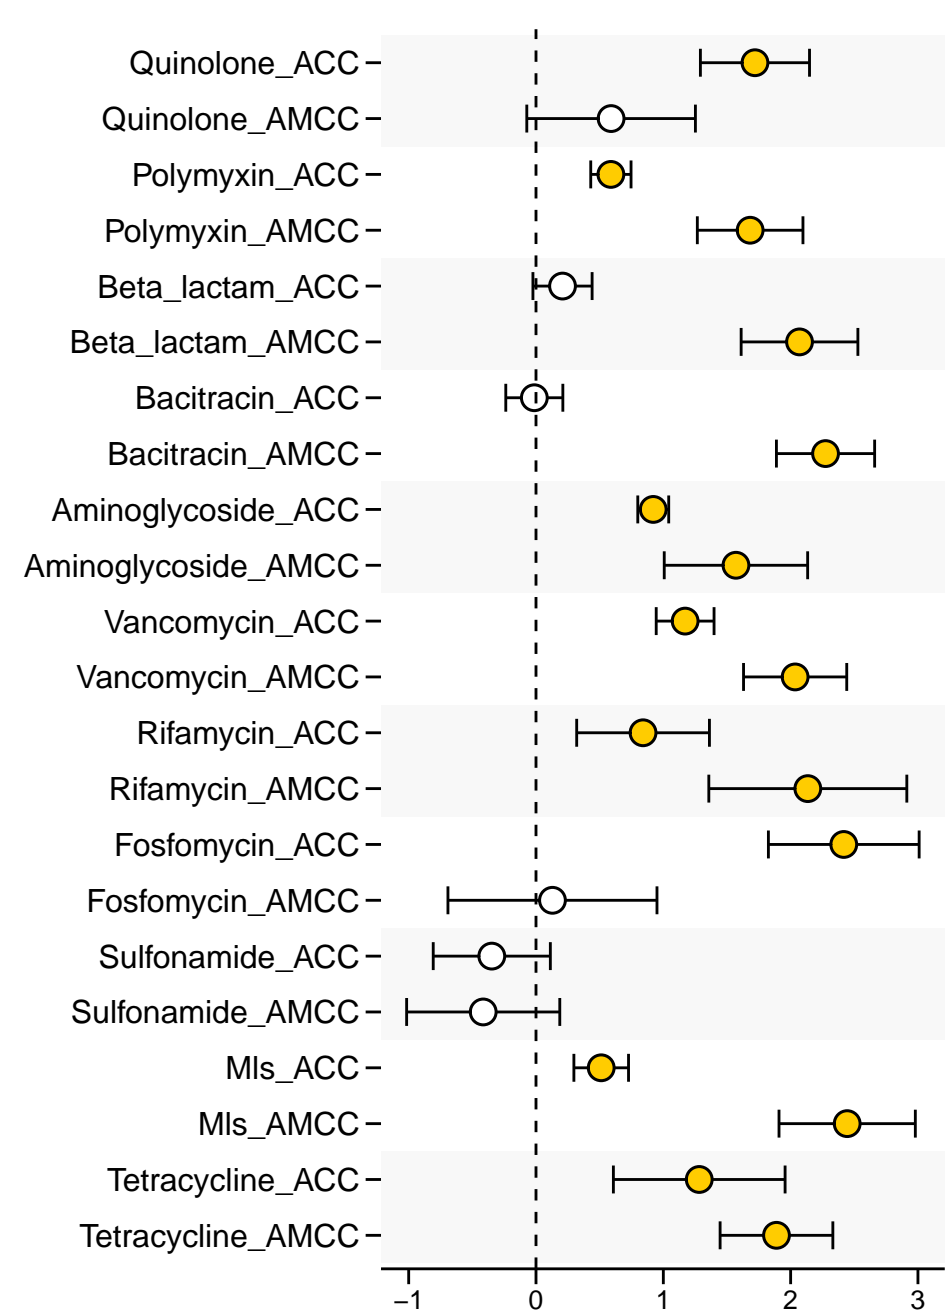 Quinolone_ACC
Quinolone_AMCC
Polymyxin_ACC
Polymyxin_AMCC
Beta_lactam_ACC
Beta_lactam_AMCC
Bacitracin_ACC
Bacitracin_AMCC
Aminoglycoside_ACC
Aminoglycoside_AMCC
Vancomycin_ACC
Vancomycin_AMCC
Rifamycin_ACC
Rifamycin_AMCC
Fosfomycin_ACC
Fosfomycin_AMCC
Sulfonamide_ACC
Sulfonamide_AMCC
Mls_ACC
Mls_AMCC
Tetracycline_ACC
Tetracycline_AMCC
−1 0 1 2 3